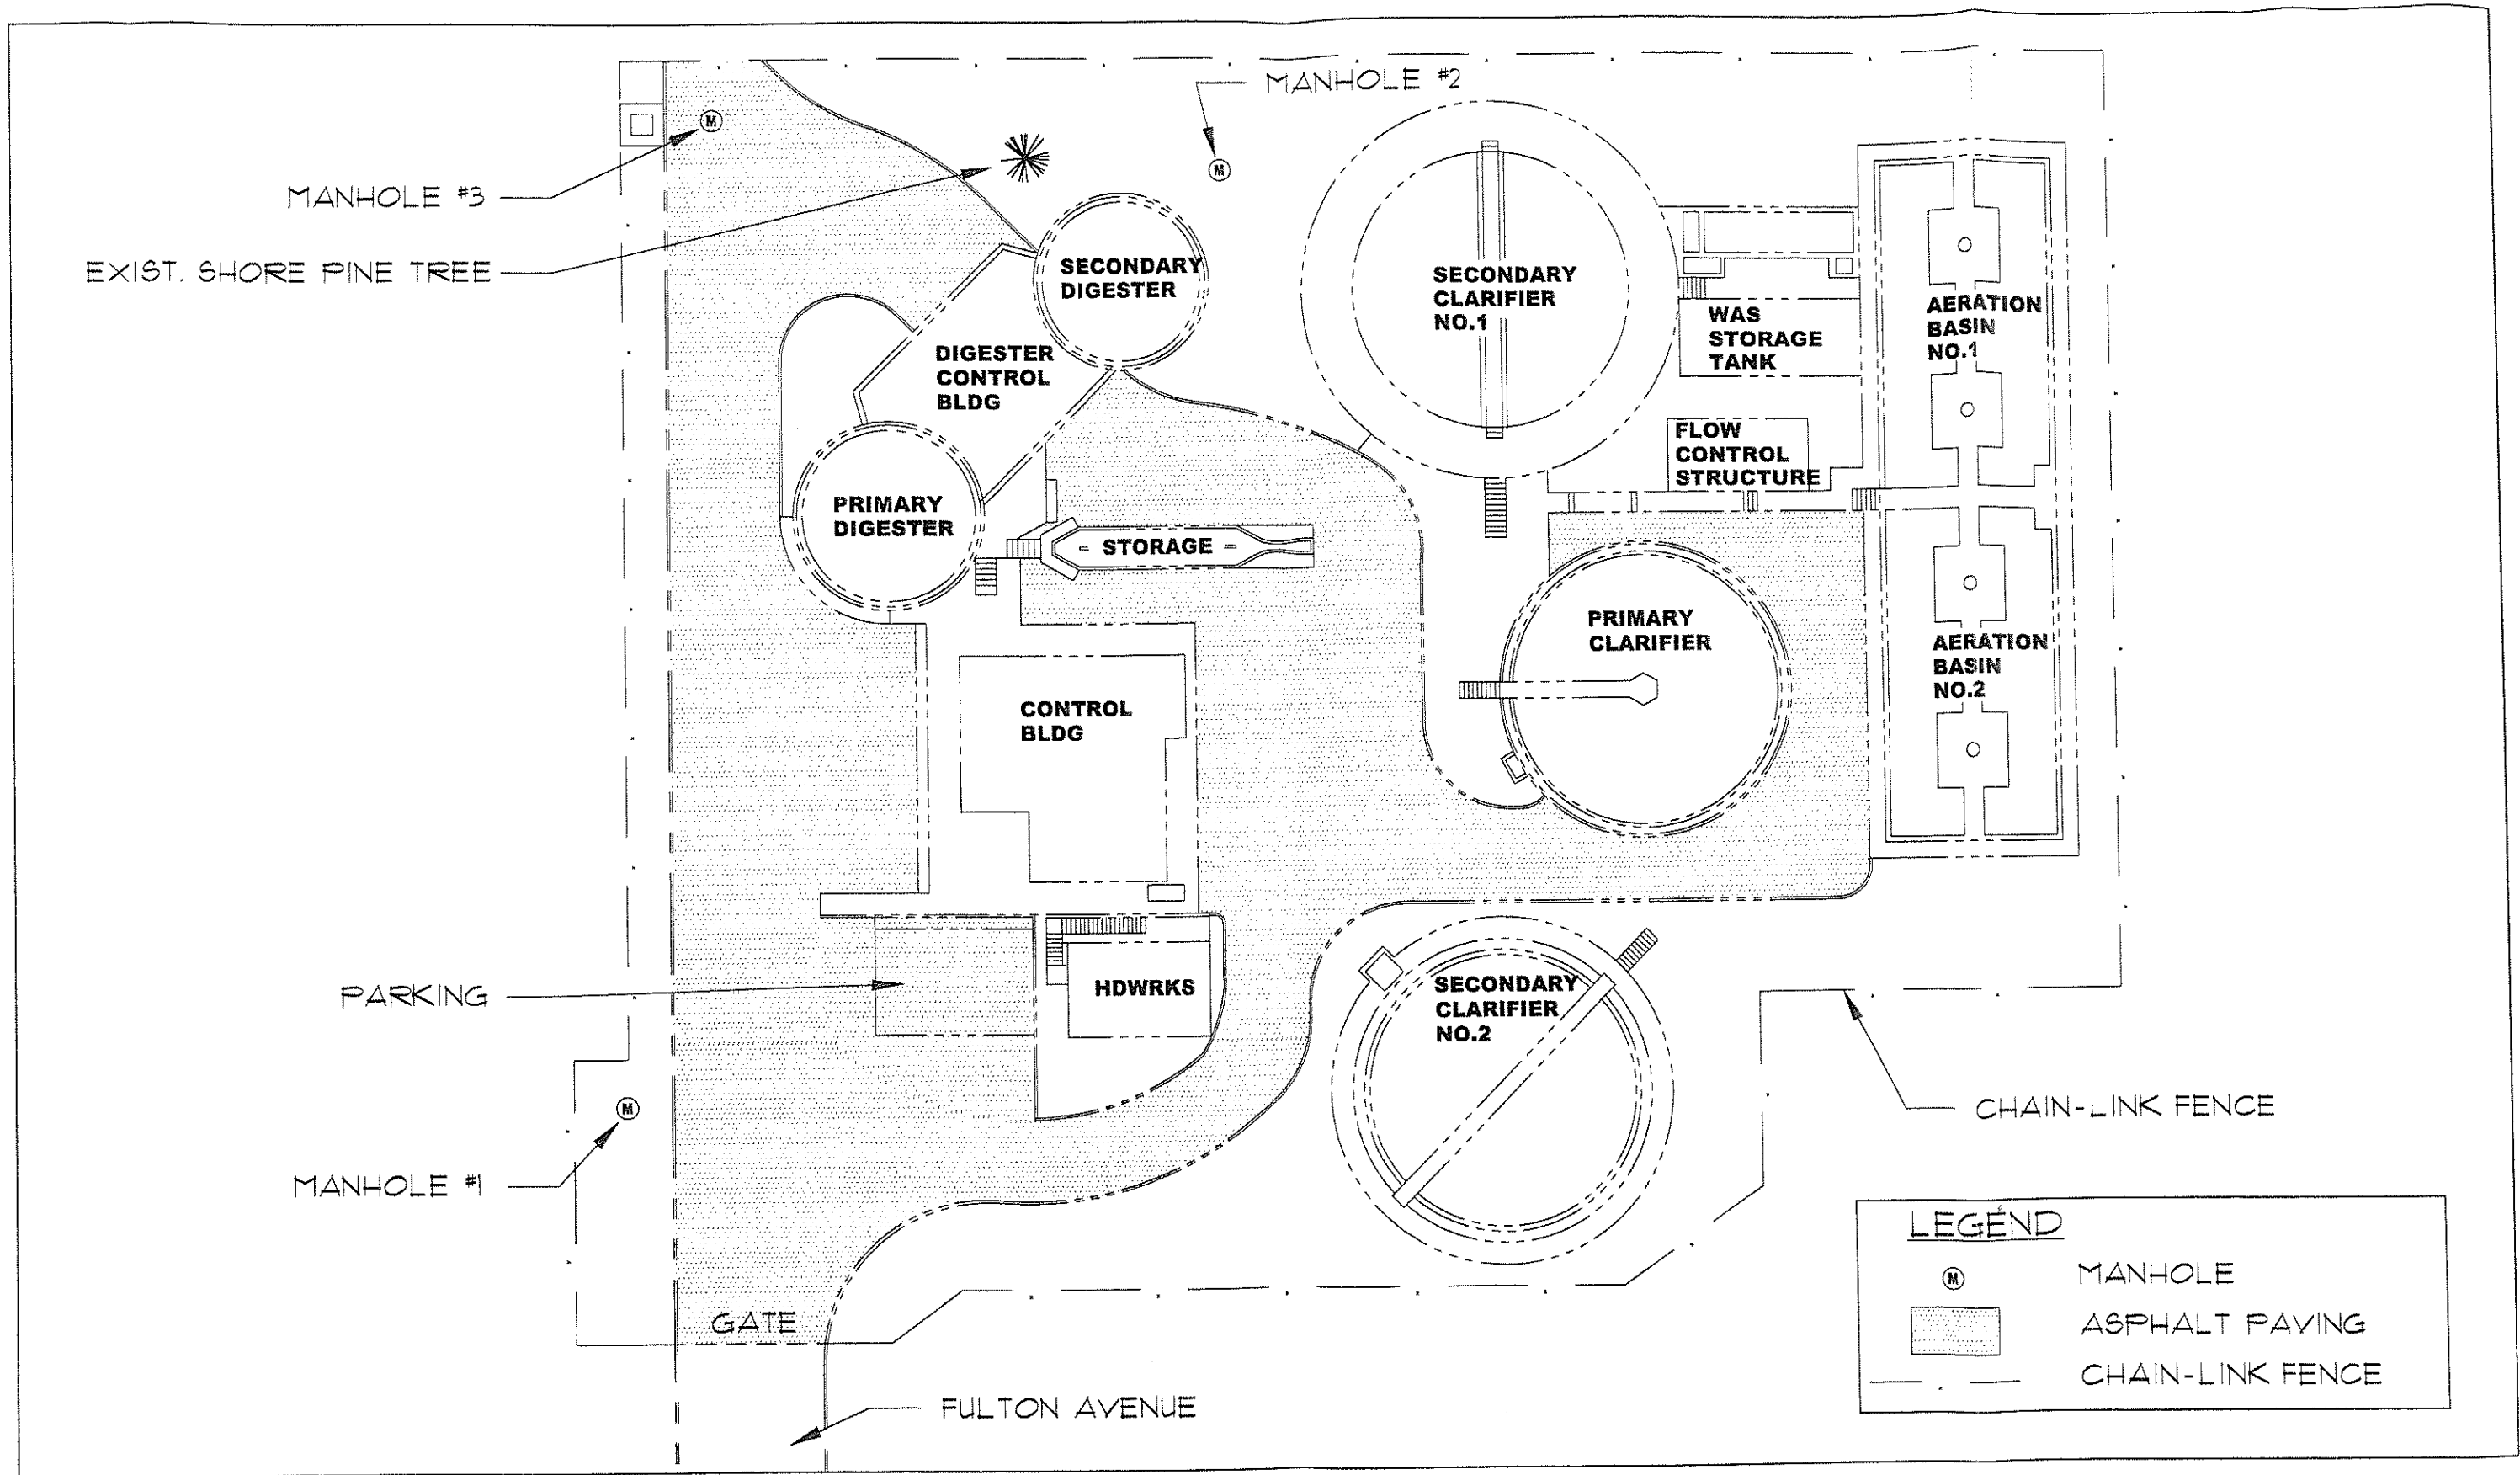 MANHOLE #2
MANHOLE #3
EXIST. SHORE PINE TREE
SECONDARY
DIGESTER
SECONDARY
CLARIFIER
NO.1
WAS
STORAGE
TANK
AERATION
BASIN
NO.1
DIGESTER
CONTROL
BLDG
FLOW
CONTROL
STRUCTURE
PRIMARY
DIGESTER
STORAGE
PRIMARY
CLARIFIER
AERATION
BASIN
NO.2
CONTROL
BLDG
PARKING
HDWRKS
SECONDARY
CLARIFIER
NO.2
CHAIN-LINK FENCE
MANHOLE #1
GATE
FULTON AVENUE
LEGEND
MANHOLE
ASPHALT PAVING
CHAIN-LINK FENCE
M
M
M
M